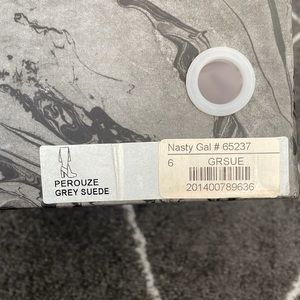 PEROUZE
GREY SUEDE
Nasty Gal # 65237
6 GRSUE
201400789636